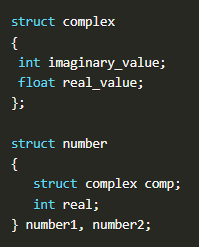 struct complex
{
 int imaginary_value;
 float real_value;
};

struct number
{
   struct complex comp;
   int real;
} number1, number2;